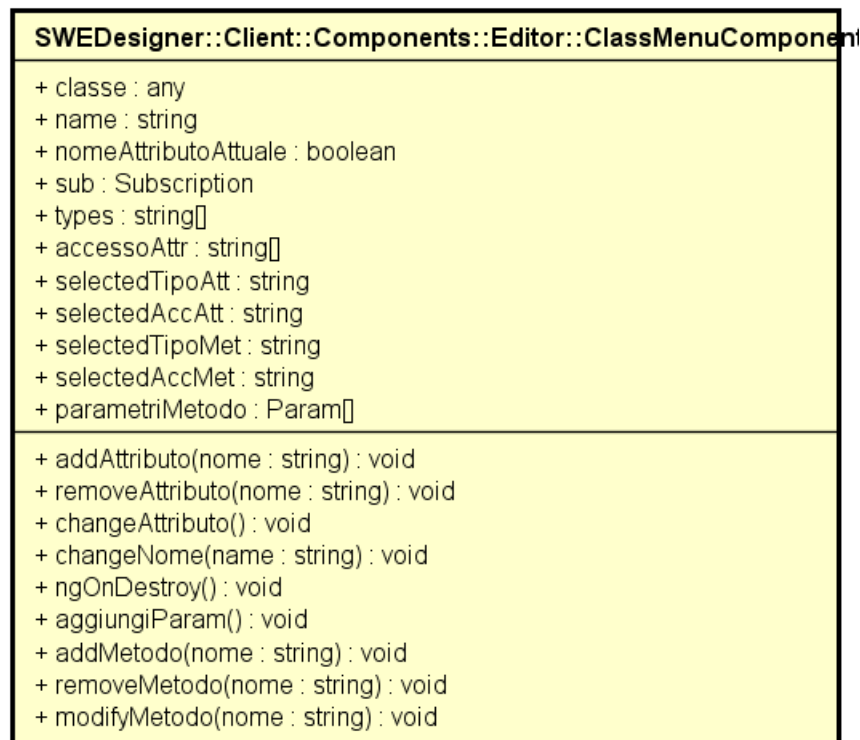 SWEDesigner::Client::Components::Editor::ClassMenuComponent
+ classe : any
+ name : string
+ nomeAttributoAttuale : boolean
+ sub : Subscription
+ types : string[]
+ accessoAttr : string[]
+ selectedTipoAtt : string
+ selectedAccAtt : string
+ selectedTipoMet : string
+ selectedAccMet : string
+ parametriMetodo : Param[]
+ addAttributo(nome : string) : void
+ removeAttributo(nome : string) : void
+ changeAttributo() : void
+ changeNome(name : string) : void
+ ngOnDestroy() : void
+ aggiungiParam() : void
+ addMetodo(nome : string) : void
+ removeMetodo(nome : string) : void
+ modifyMetodo(nome : string) : void